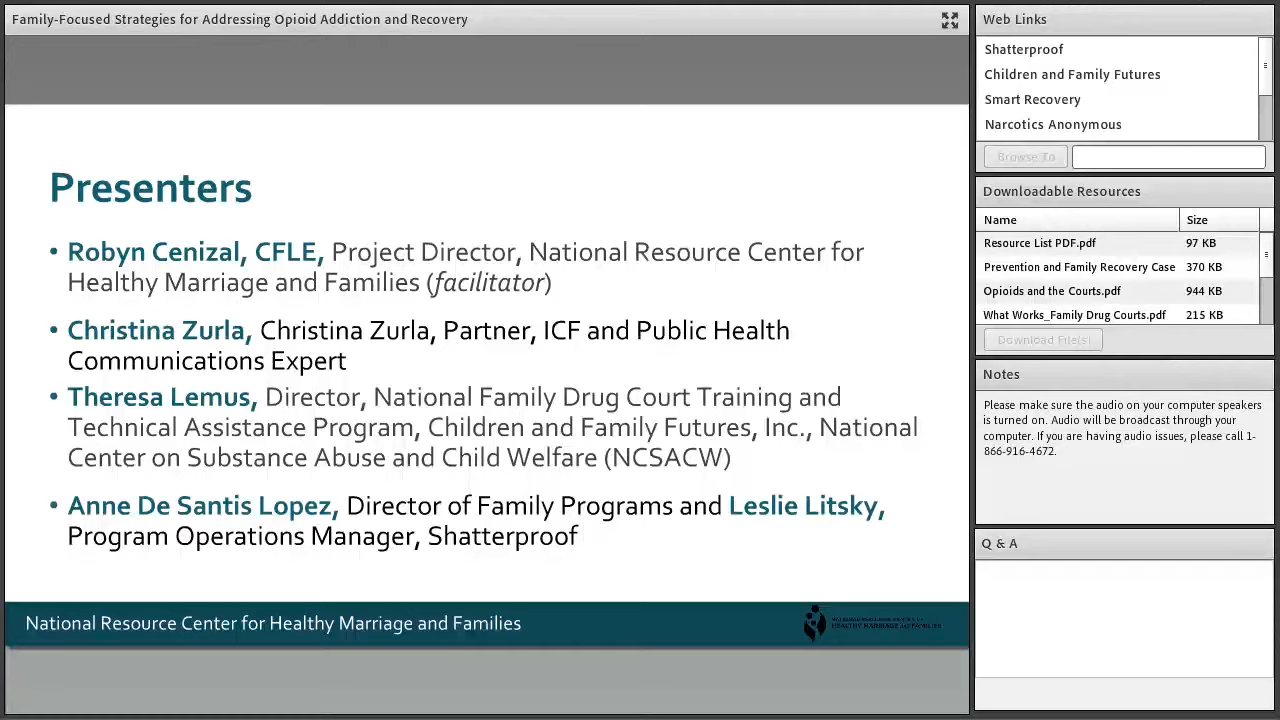 Family-Focused Strategies for Addressing Opioid Addiction and Recovery
Presenters
• Robyn Cenizal, CFLE, Project Director, National Resource Center for
Healthy Marriage and Families (facilitator)
• Christina Zurla, Christina Zurla, Partner, ICF and Public Health
Communications Expert
• Theresa Lemus, Director, National Family Drug Court Training and
Technical Assistance Program, Children and Family Futures, Inc., National
Center on Substance Abuse and Child Welfare (NCSACW)
• Anne De Santis Lopez, Director of Family Programs and Leslie Litsky,
Program Operations Manager, Shatterproof
National Resource Center for Healthy Marriage and Families
HEALTHY MARRIAGE AND FAMILIES
Web Links
Shatterproof
Children and Family Futures
Smart Recovery
Narcotics Anonymous
Browse To
Downloadable Resources
Name Size
Resource List PDF.pdf 97 KB
Prevention and Family Recovery Case 370 KB
Opioids and the Courts.pdf 944 KB
What Works_Family Drug Courts.pdf 215 KB
Download File(s)
Notes
Please make sure the audio on your computer speakers
is turned on. Audio will be broadcast through your
computer. If you are having audio issues, please call 1-
866-916-4672.
Q & A